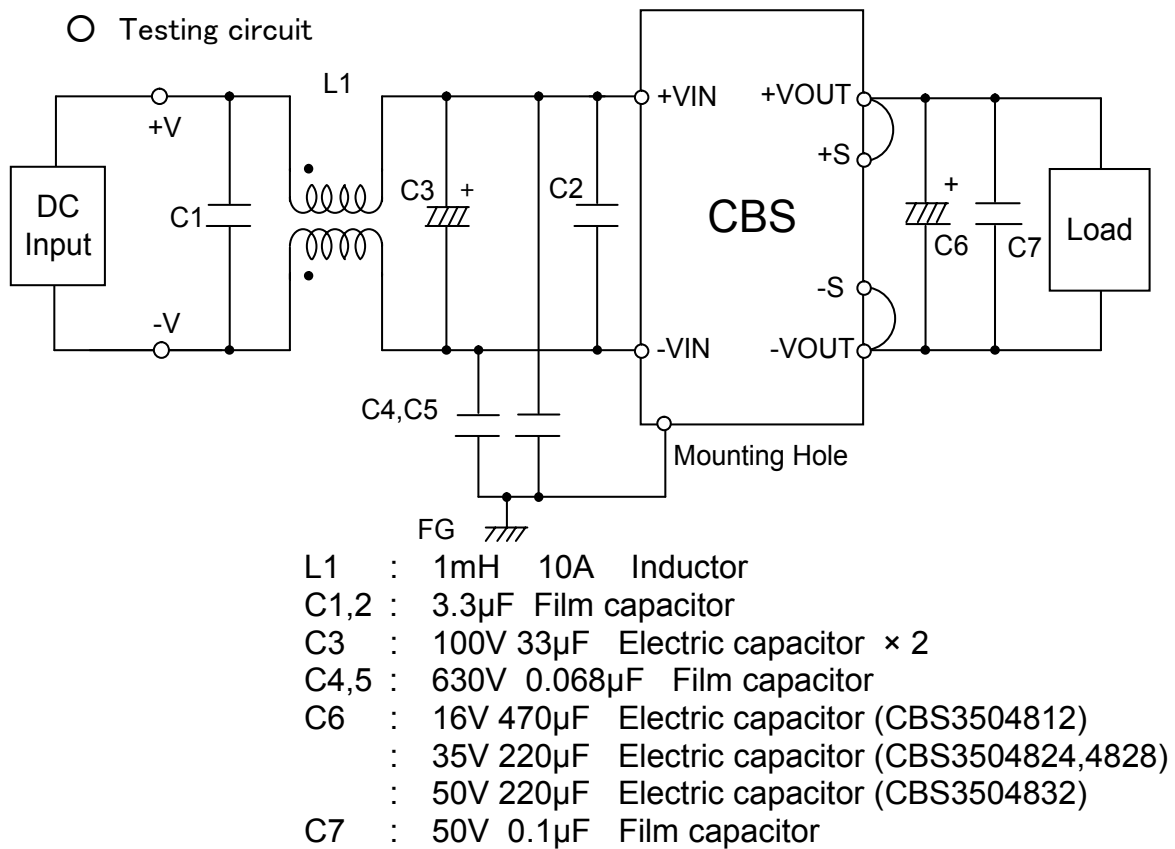 ○ Testing circuit
L1
+V
-V
DC
Input
C1
C3
+
C2
+VIN
-VIN
CBS
+VOUT
+S
-S
-VOUT
+
C6
C7
Load
C4,C5
Mounting Hole
FG
L1 : 1mH 10A Inductor
C1,2 : 3.3µF Film capacitor
C3 : 100V 33µF Electric capacitor × 2
C4,5 : 630V 0.068µF Film capacitor
C6 : 16V 470µF Electric capacitor (CBS3504812)
: 35V 220µF Electric capacitor (CBS3504824,4828)
: 50V 220µF Electric capacitor (CBS3504832)
C7 : 50V 0.1µF Film capacitor